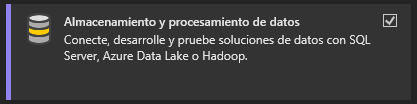 Almacenamiento y procesamiento de datos
Conecte, desarrolle y pruebe soluciones de datos con SQL
Server, Azure Data Lake o Hadoop.